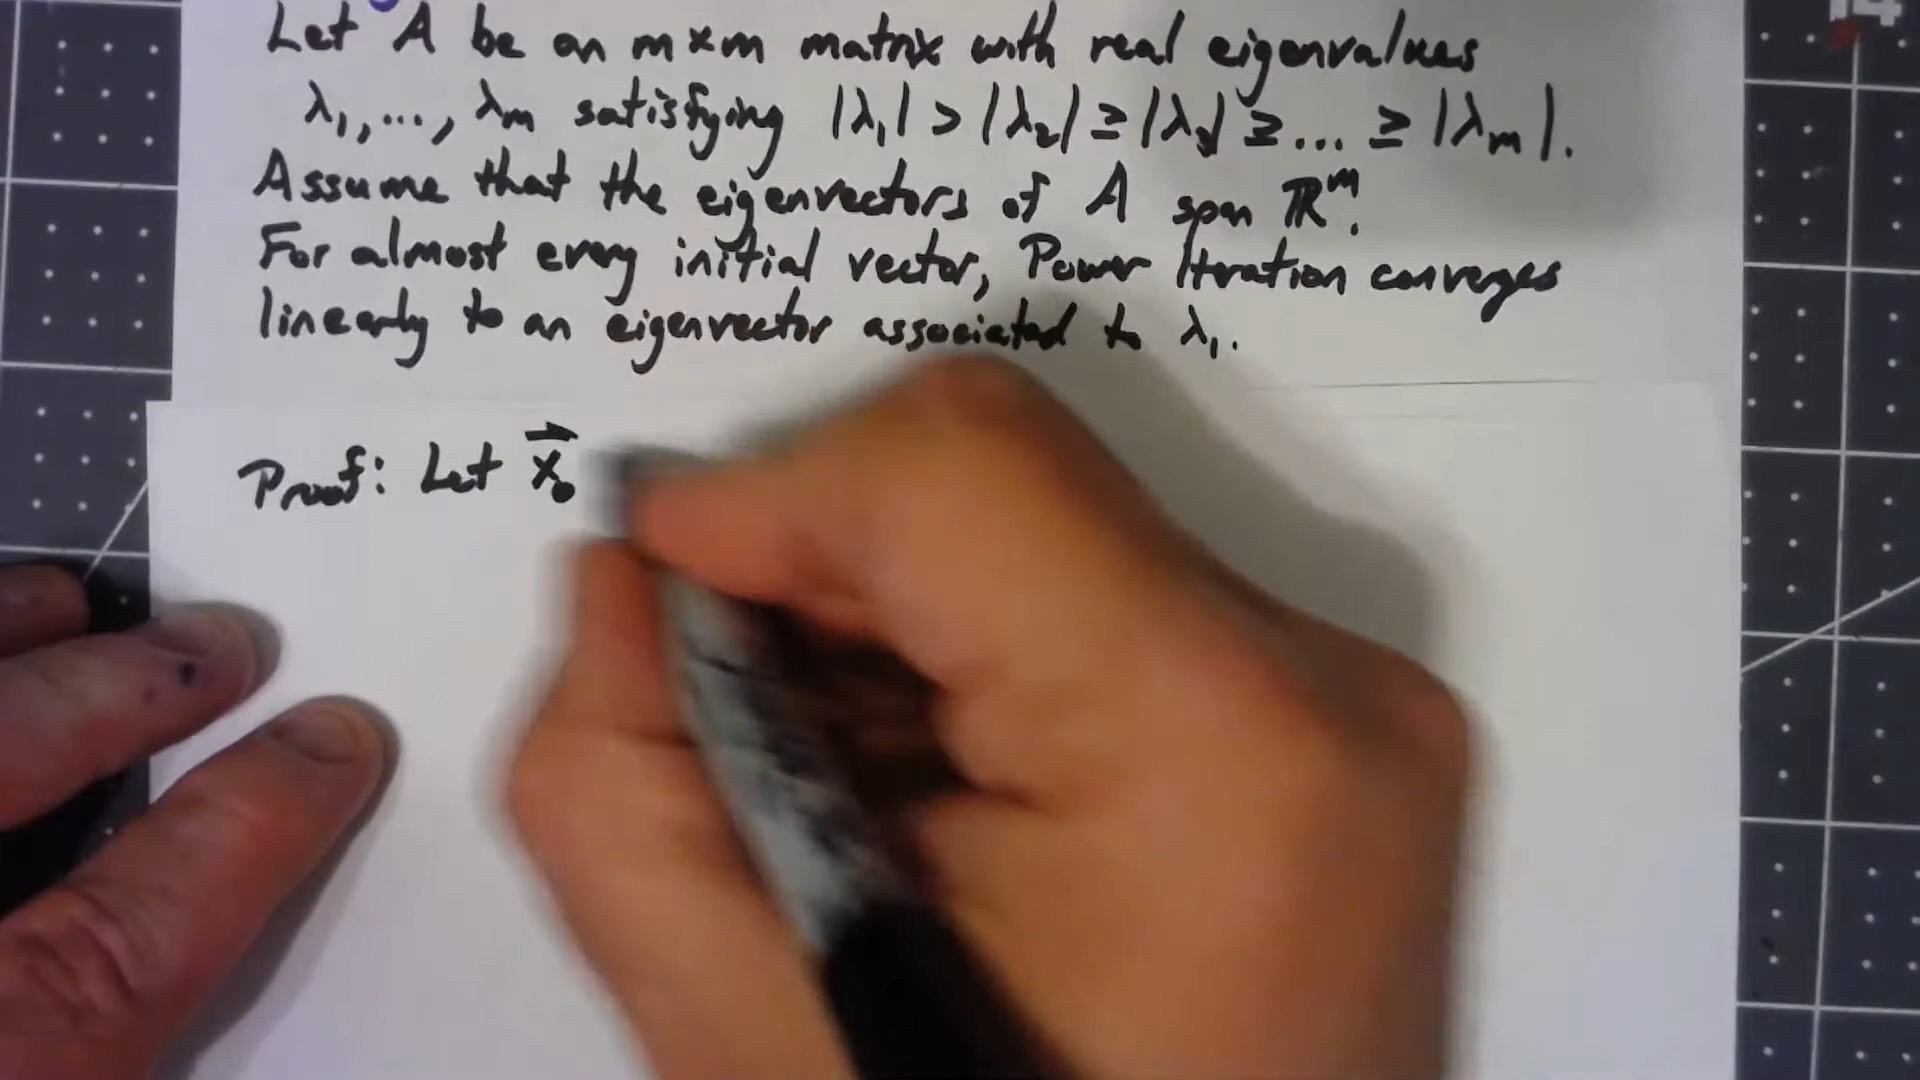 Let A be an m×m matrix with real eigenvalues
λ₁,..., λₘ satisfying |λ₁| > |λ₂| ≥ |λ₃| ≥ ... ≥ |λₘ|.
Assume that the eigenvectors of A span ℝᵐ.
For almost every initial vector, Power Iteration converges
linearly to an eigenvector associated to λ₁.
Proof: Let x⃗₀